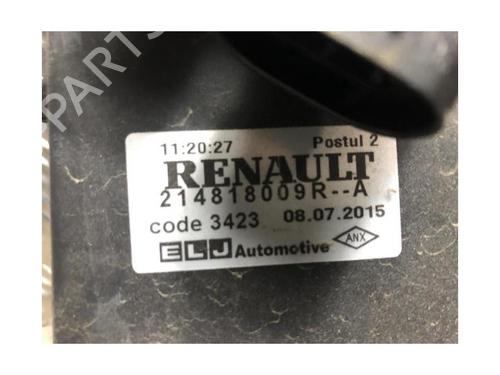 PARTS
11:20:27 Postul 2
RENAULT
214818009R--A
code 3423 08.07.2015
ELJ Automotive ANX